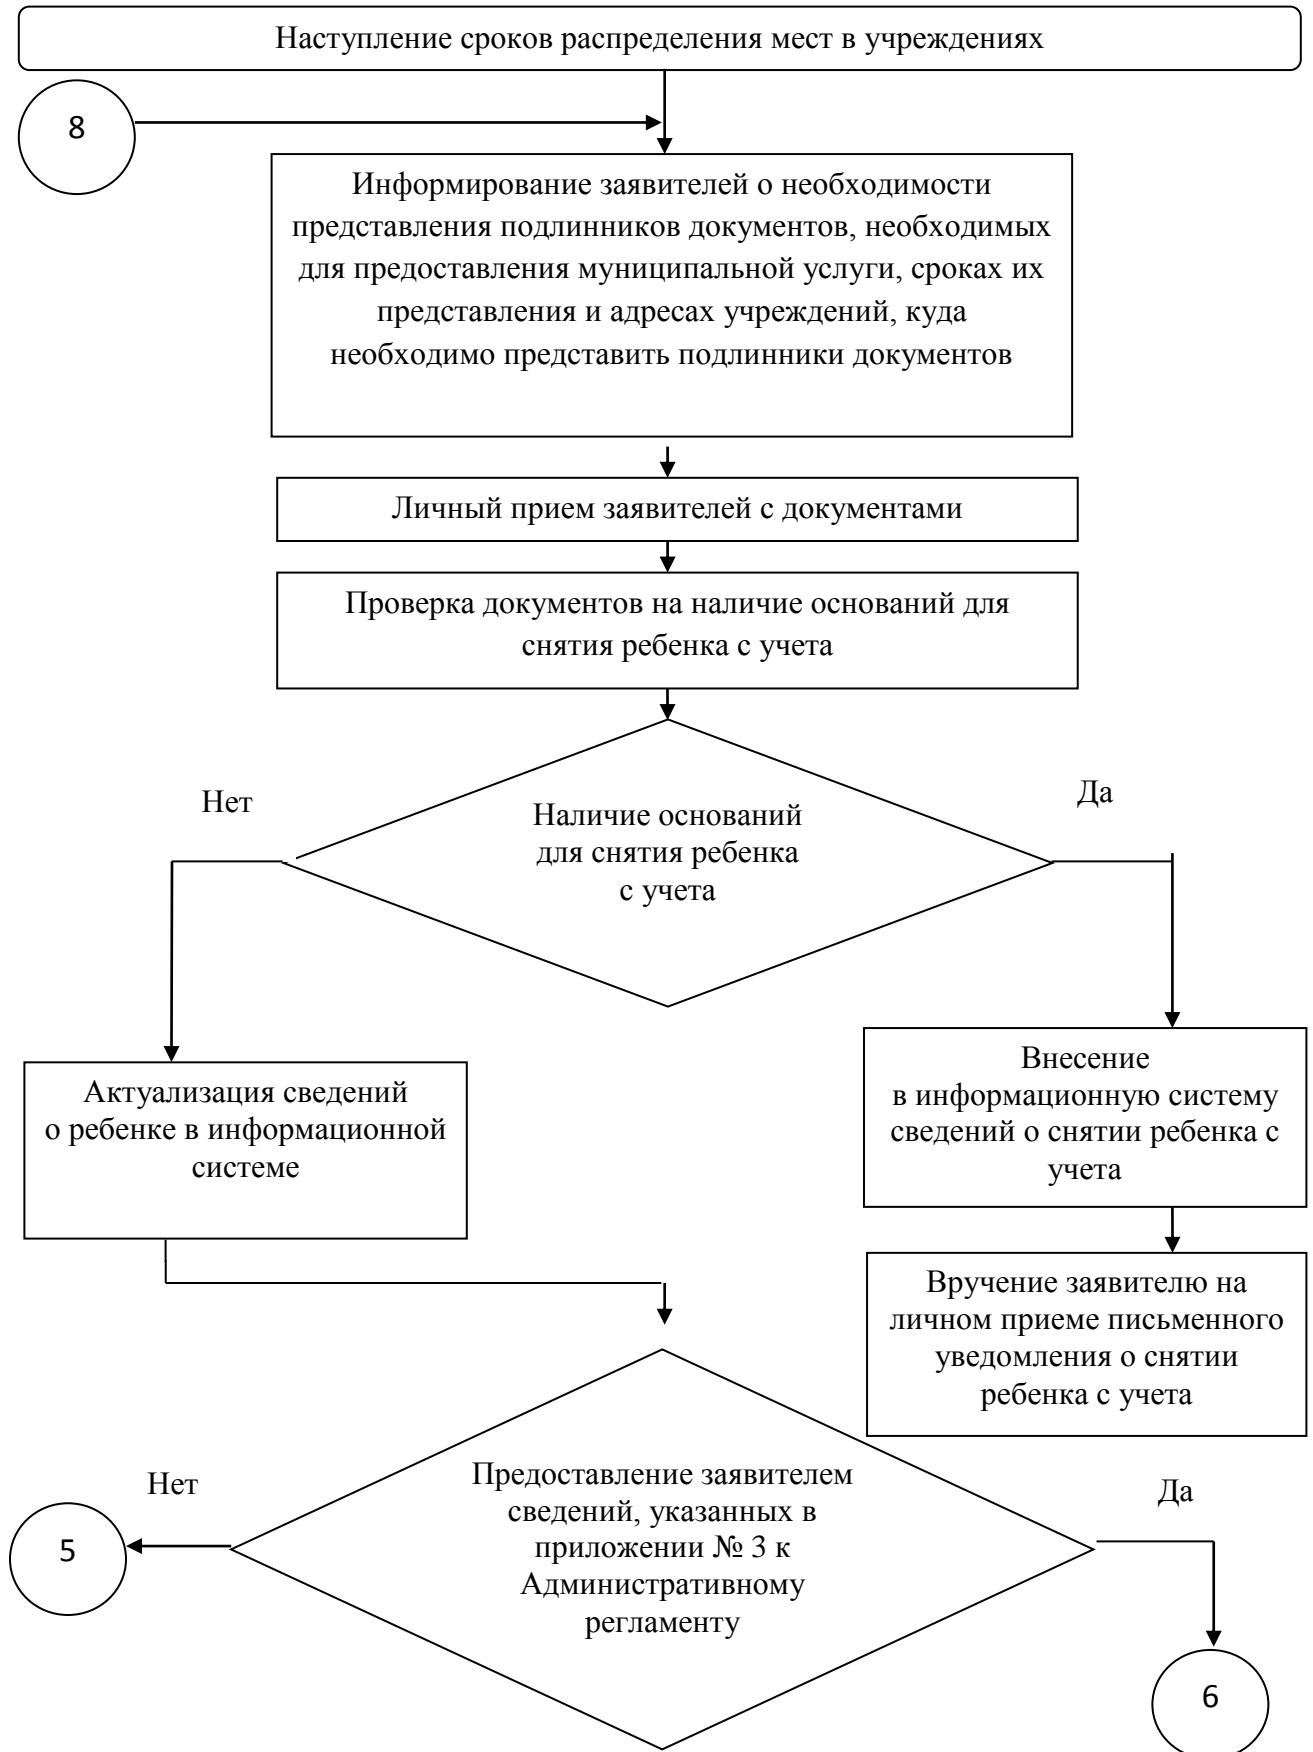 Наступление сроков распределения мест в учреждениях
8
Информирование заявителей о необходимости
представления подлинников документов, необходимых
для предоставления муниципальной услуги, сроках их
представления и адресах учреждений, куда
необходимо представить подлинники документов
Личный прием заявителей с документами
Проверка документов на наличие оснований для
снятия ребенка с учета
Нет
Да
Наличие оснований
для снятия ребенка
с учета
Актуализация сведений
о ребенке в информационной
системе
Внесение
в информационную систему
сведений о снятии ребенка с
учета
Вручение заявителю на
личном приеме письменного
уведомления о снятии
ребенка с учета
Нет
Да
Предоставление заявителем
сведений, указанных в
приложении № 3 к
Административному
регламенту
5
6